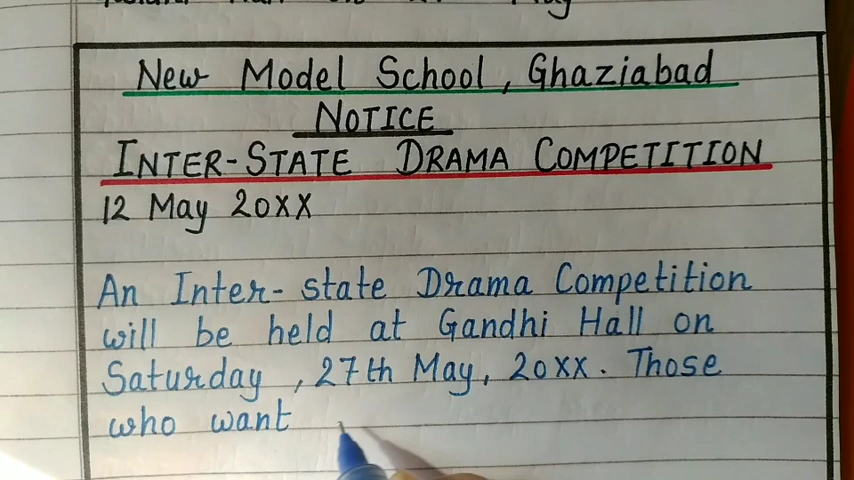 New Model School, Ghaziabad
NOTICE
INTER-STATE DRAMA COMPETITION
12 May 20XX
An Inter-state Drama Competition
will be held at Gandhi Hall on
Saturday, 27th May, 20xx. Those
who want